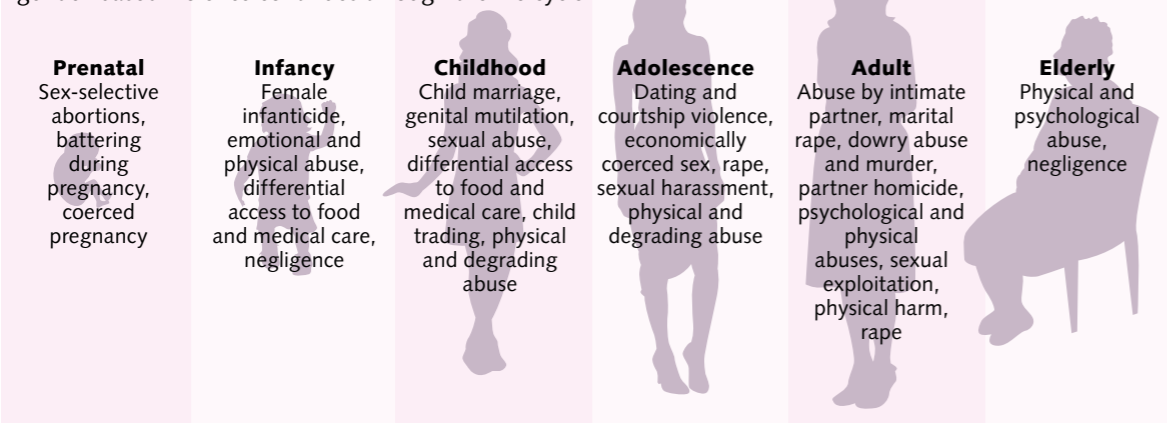 Prenatal
Sex-selective
abortions,
battering
during
pregnancy,
coerced
pregnancy
Infancy
Female
infanticide,
emotional and
physical abuse,
differential
access to food
and medical care,
negligence
Childhood
Child marriage,
genital mutilation,
sexual abuse,
differential access
to food and
medical care, child
trading, physical
and degrading
abuse
Adolescence
Dating and
courtship violence,
economically
coerced sex, rape,
sexual harassment,
physical and
degrading abuse
Adult
Abuse by intimate
partner, marital
rape, dowry abuse
and murder,
partner homicide,
psychological and
physical
abuses, sexual
exploitation,
physical harm,
rape
Elderly
Physical and
psychological
abuse,
negligence